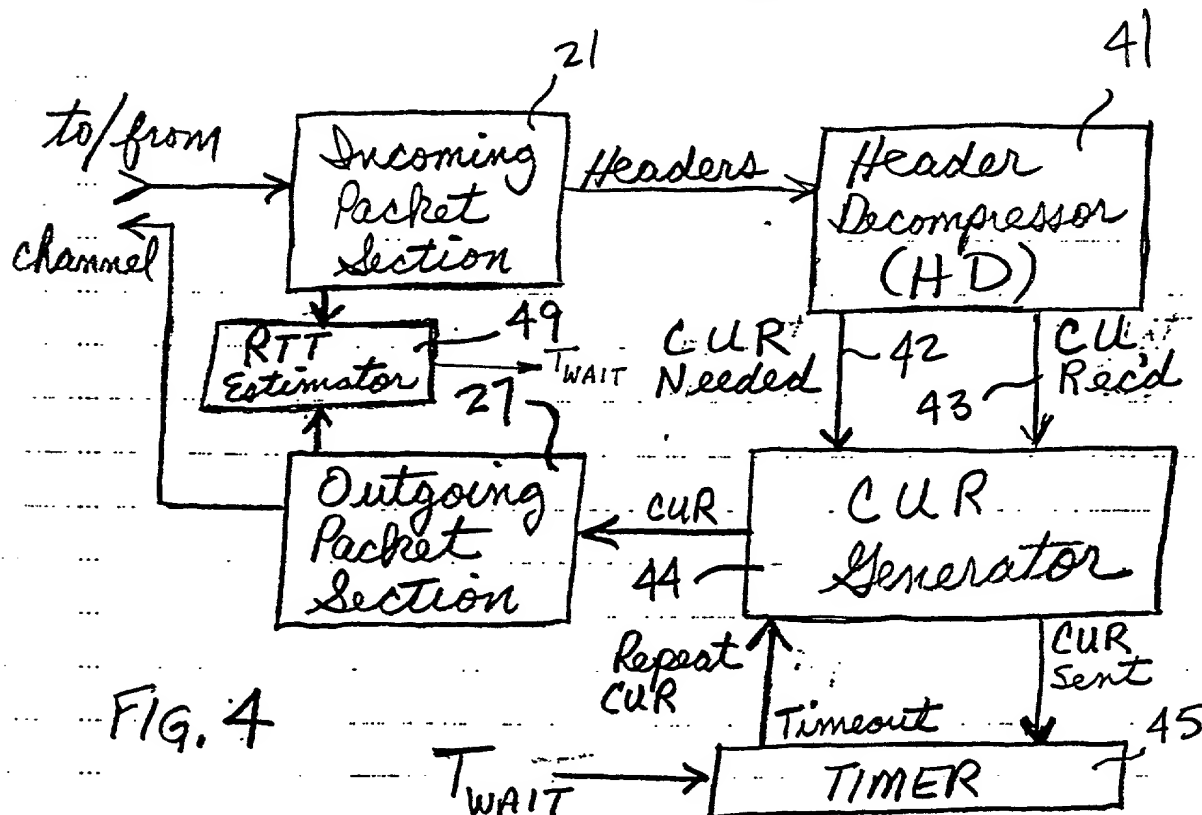 21
41
to/from
channel
Incoming
Packet
Section
Headers
Header
Decompressor
(HD)
RTT
Estimator
49
TWAIT
27
CUR
Needed
42
CU
Rec'd
43
Outgoing
Packet
Section
CUR
44
CUR
Generator
Repeat
CUR
Timeout
CUR
Sent
45
FIG. 4
TWAIT
TIMER